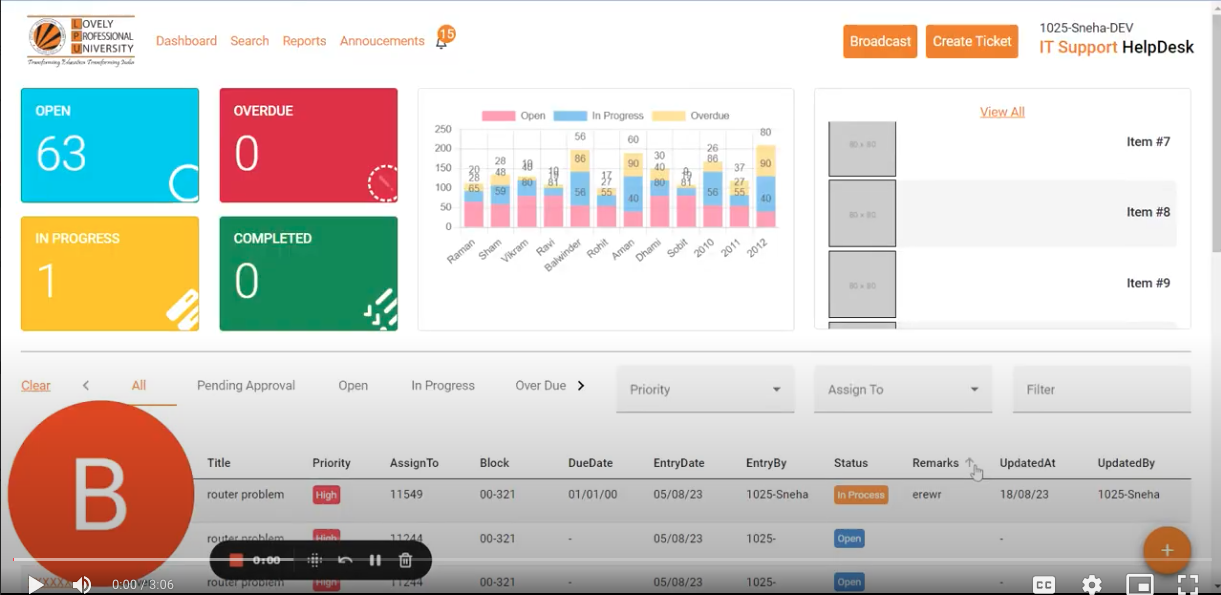 LOVELY
PROFESSIONAL
UNIVERSITY
Transforming Education Transforming India
Dashboard Search Reports Annoucements 15
Broadcast Create Ticket
1025-Sneha-DEV
IT Support HelpDesk
OPEN
63
OVERDUE
0
IN PROGRESS
1
COMPLETED
0
Open In Progress Overdue
250
200
150
100
50
0
20 28 56 60 30 26 37 80
28 48 86 90 40 86 27 90
65 59 80 81 56 55 40 80 81 56 55 40
Raman Sham Vikram Ravi Balwinder Rohit Aman Dhami Sobit 2010 2011 2012
View All
80 x 80 Item #7
80 x 80 Item #8
80 x 80 Item #9
Clear All Pending Approval Open In Progress Over Due Priority Assign To Filter
Title Priority AssignTo Block DueDate EntryDate EntryBy Status Remarks UpdatedAt UpdatedBy
router problem High 11549 00-321 01/01/00 05/08/23 1025-Sneha In Process erewr 18/08/23 1025-Sneha
router problem High 11244 00-321 - 05/08/23 1025- Open -
router problem High 11244 00-321 - 05/08/23 1025- Open -
B
0:00
+
0:00 / 3:06
CC